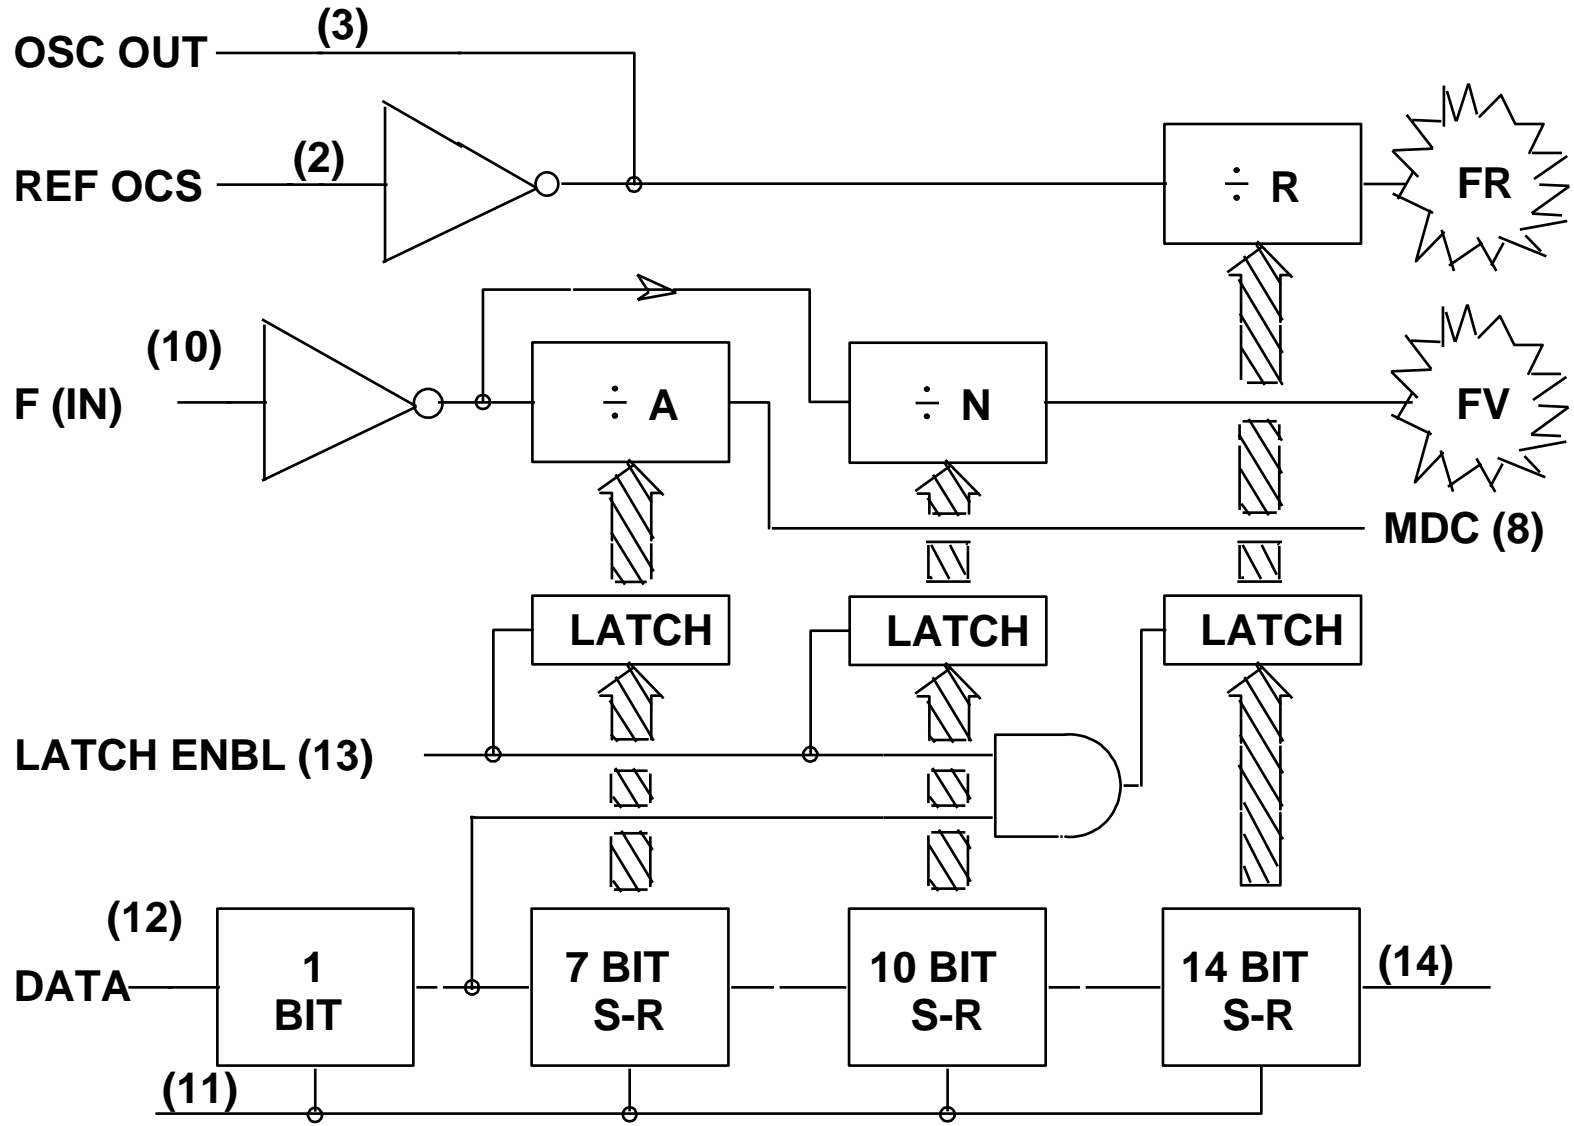 OSC OUT
(3)
REF OCS
(2)
÷ R
FR
(10)
F (IN)
÷ A
÷ N
FV
MDC (8)
LATCH
LATCH
LATCH
LATCH ENBL (13)
(12)
DATA
1
BIT
7 BIT
S-R
10 BIT
S-R
14 BIT
S-R
(14)
(11)